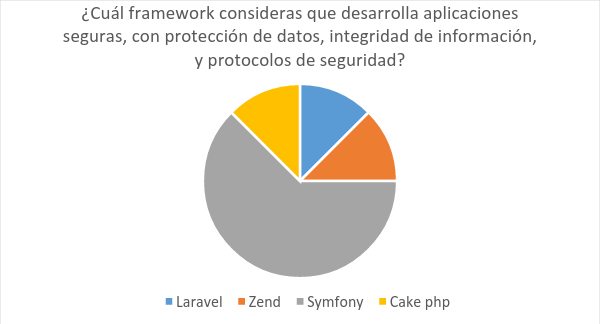 ¿Cuál framework consideras que desarrolla aplicaciones
seguras, con protección de datos, integridad de información,
y protocolos de seguridad?
Laravel Zend Symfony Cake php